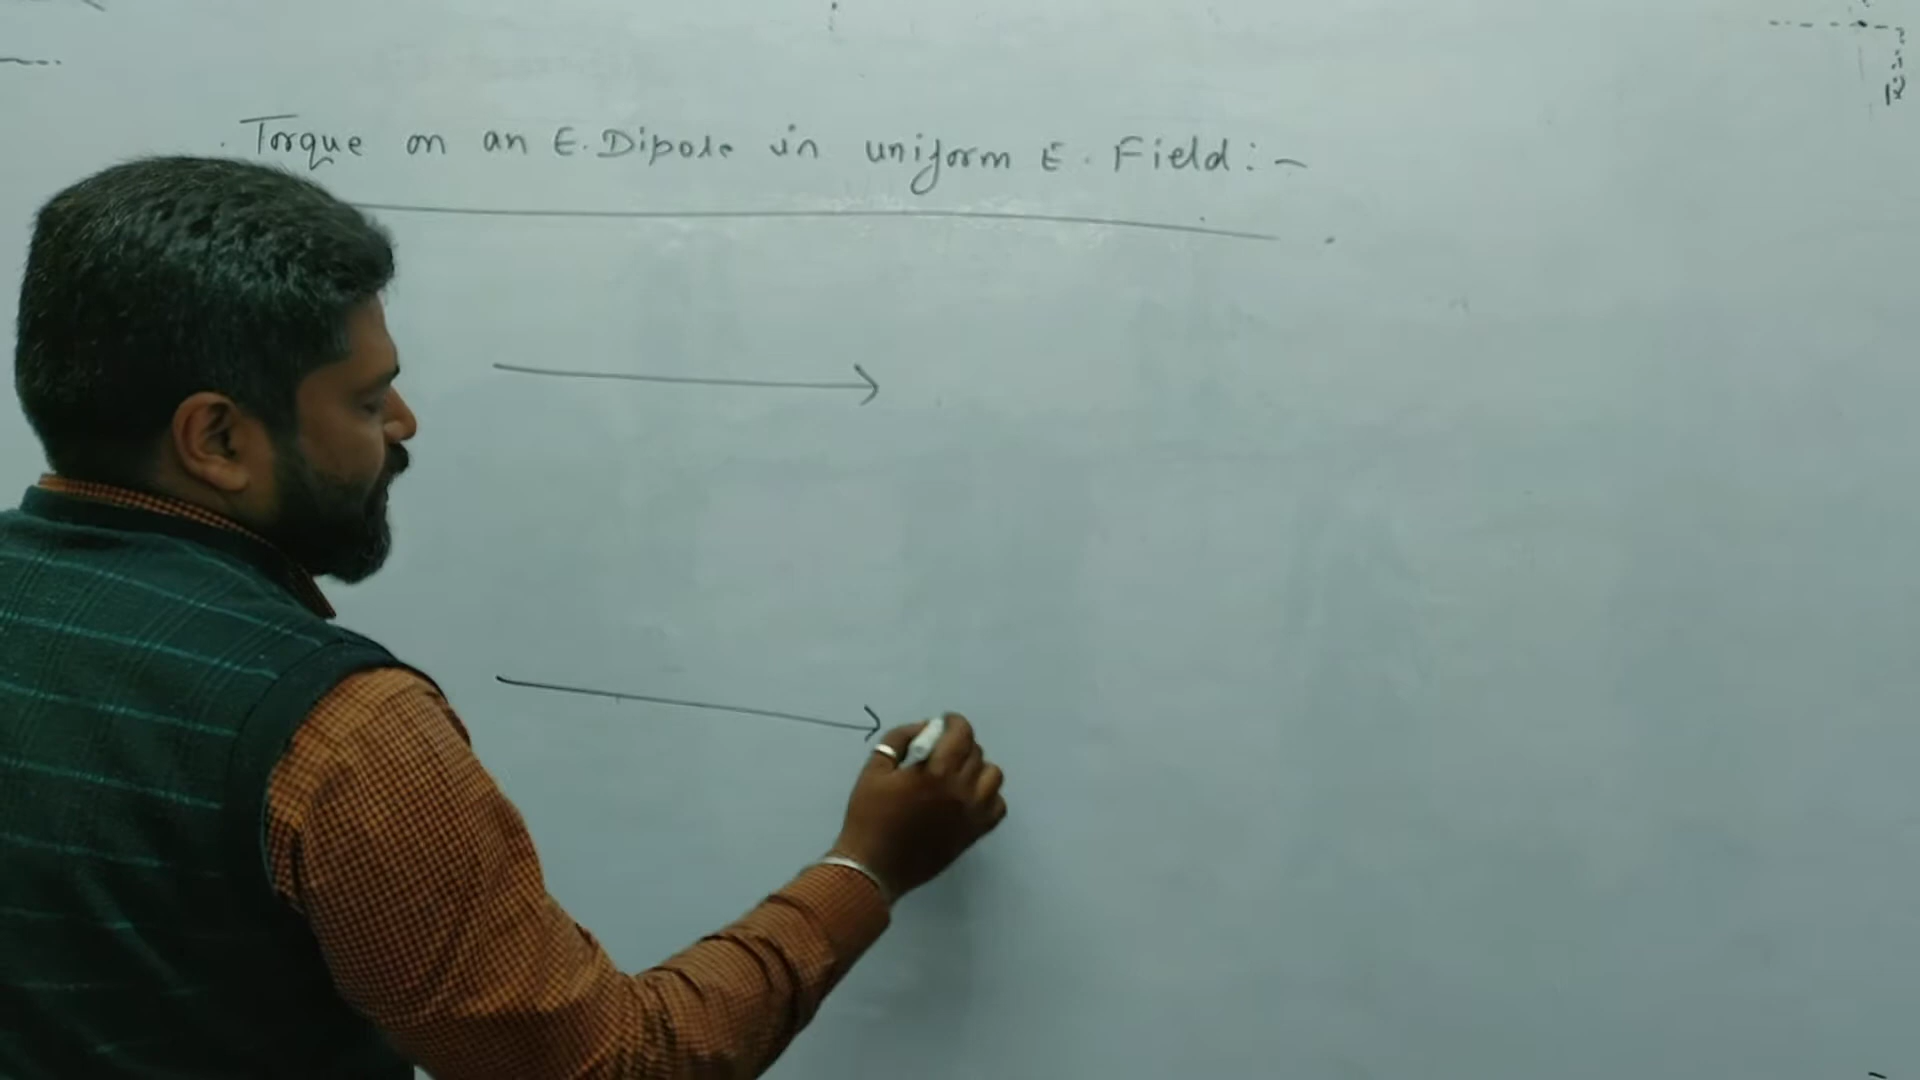 Torque on an E. Dipole in uniform E. Field :-